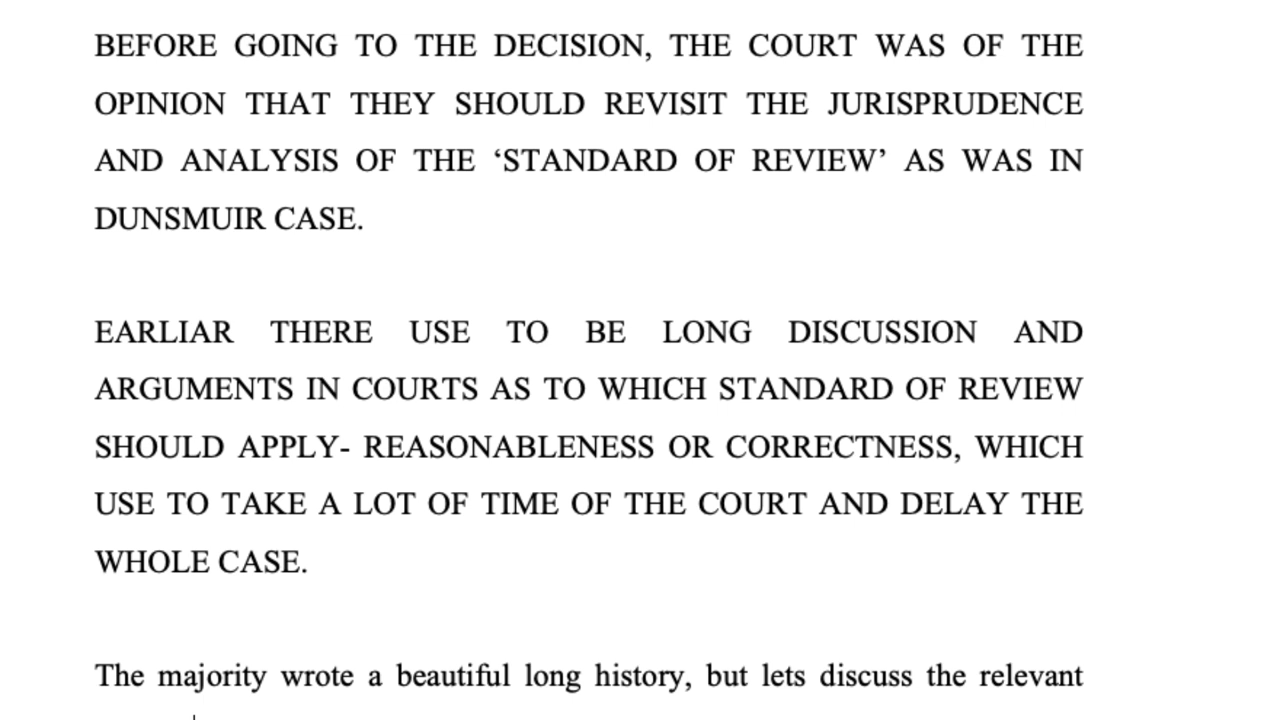 BEFORE GOING TO THE DECISION, THE COURT WAS OF THE
OPINION THAT THEY SHOULD REVISIT THE JURISPRUDENCE
AND ANALYSIS OF THE ‘STANDARD OF REVIEW’ AS WAS IN
DUNSMUIR CASE.
EARLIAR THERE USE TO BE LONG DISCUSSION AND
ARGUMENTS IN COURTS AS TO WHICH STANDARD OF REVIEW
SHOULD APPLY- REASONABLENESS OR CORRECTNESS, WHICH
USE TO TAKE A LOT OF TIME OF THE COURT AND DELAY THE
WHOLE CASE.
The majority wrote a beautiful long history, but lets discuss the relevant